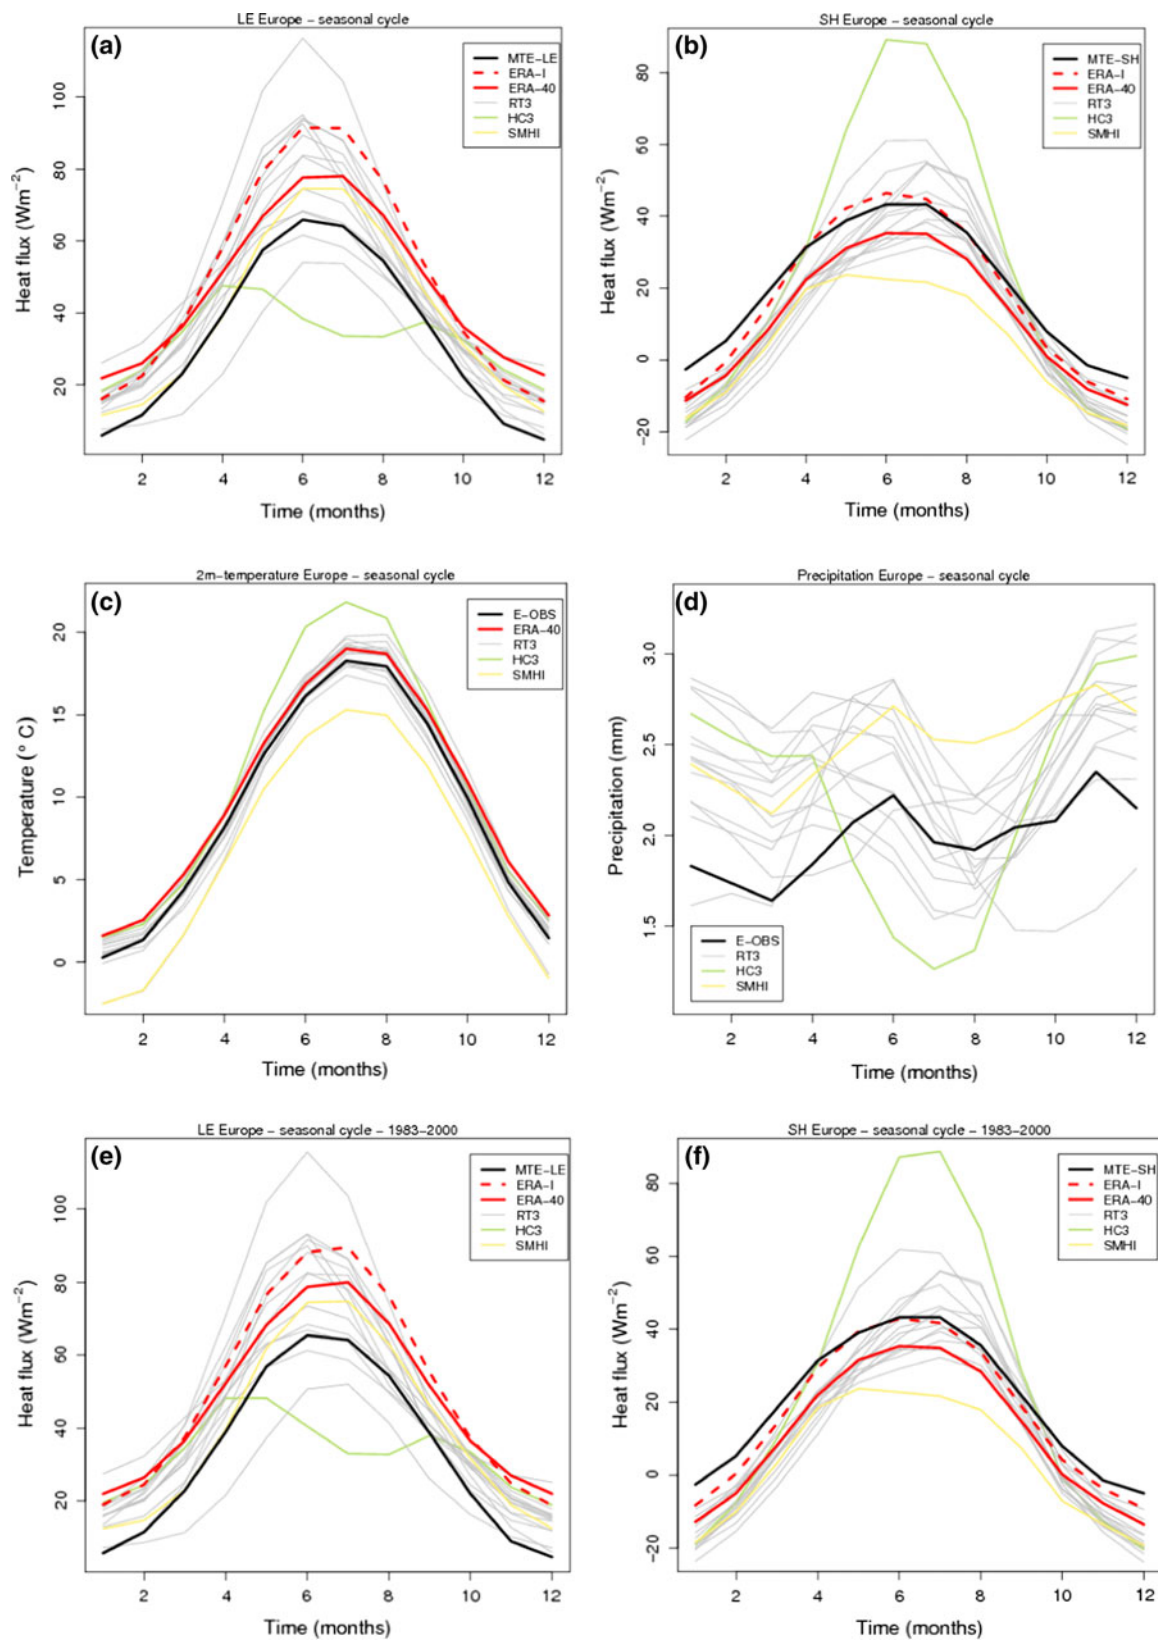 LE Europe – seasonal cycle
(a)
MTE–LE
ERA–I
ERA–40
RT3
HC3
SMHI
Heat flux (Wm⁻²)
100
80
60
40
20
2 4 6 8 10 12
Time (months)
SH Europe – seasonal cycle
(b)
MTE–SH
ERA–I
ERA–40
RT3
HC3
SMHI
Heat flux (Wm⁻²)
80
60
40
20
0
−20
2 4 6 8 10 12
Time (months)
2m–temperature Europe – seasonal cycle
(c)
E–OBS
ERA–40
RT3
HC3
SMHI
Temperature (° C)
20
15
10
5
0
2 4 6 8 10 12
Time (months)
Precipitation Europe – seasonal cycle
(d)
Precipitation (mm)
3.0
2.5
2.0
1.5
E–OBS
RT3
HC3
SMHI
2 4 6 8 10 12
Time (months)
LE Europe – seasonal cycle – 1983–2000
(e)
MTE–LE
ERA–I
ERA–40
RT3
HC3
SMHI
Heat flux (Wm⁻²)
100
80
60
40
20
2 4 6 8 10 12
Time (months)
SH Europe – seasonal cycle – 1983–2000
(f)
MTE–SH
ERA–I
ERA–40
RT3
HC3
SMHI
Heat flux (Wm⁻²)
80
60
40
20
0
−20
2 4 6 8 10 12
Time (months)